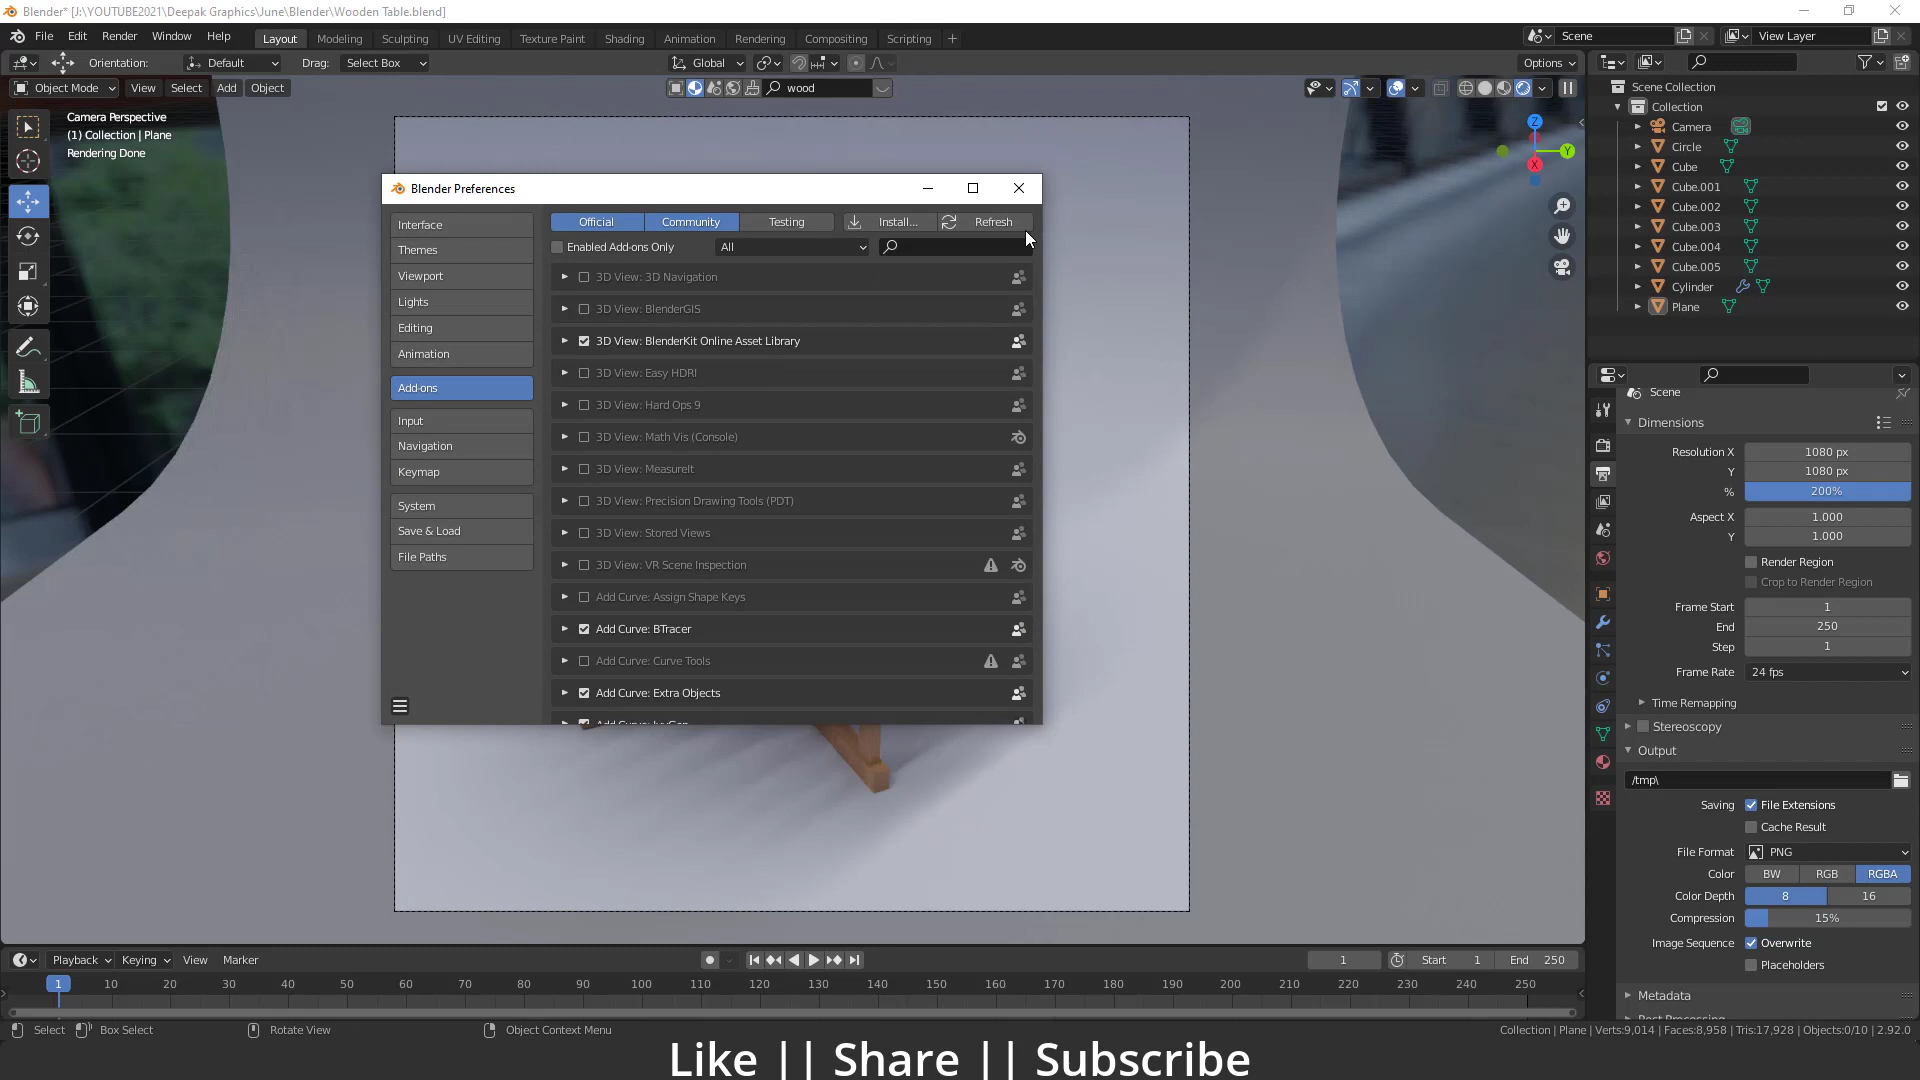 Blender* [J:\YOUTUBE2021\Deepak Graphics\June\Blender\Wooden Table.blend]
File Edit Render Window Help Layout Modeling Sculpting UV Editing Texture Paint Shading Animation Rendering Compositing Scripting + Scene View Layer
Orientation: Default Drag: Select Box Global Options
Object Mode View Select Add Object wood
Camera Perspective
(1) Collection | Plane
Rendering Done
Z
Y
X
Blender Preferences
Interface
Themes
Viewport
Lights
Editing
Animation
Add-ons
Input
Navigation
Keymap
System
Save & Load
File Paths
Official Community Testing Install... Refresh
Enabled Add-ons Only All
3D View: 3D Navigation
3D View: BlenderGIS
3D View: BlenderKit Online Asset Library
3D View: Easy HDRI
3D View: Hard Ops 9
3D View: Math Vis (Console)
3D View: MeasureIt
3D View: Precision Drawing Tools (PDT)
3D View: Stored Views
3D View: VR Scene Inspection
Add Curve: Assign Shape Keys
Add Curve: BTracer
Add Curve: Curve Tools
Add Curve: Extra Objects
Add Curve: IvyGen
Scene Collection
Collection
Camera
Circle
Cube
Cube.001
Cube.002
Cube.003
Cube.004
Cube.005
Cylinder
Plane
Scene
Dimensions
Resolution X 1080 px
Y 1080 px
% 200%
Aspect X 1.000
Y 1.000
Render Region
Crop to Render Region
Frame Start 1
End 250
Step 1
Frame Rate 24 fps
Time Remapping
Stereoscopy
Output
/tmp\
Saving File Extensions
Cache Result
File Format PNG
Color BW RGB RGBA
Color Depth 8 16
Compression 15%
Image Sequence Overwrite
Placeholders
Metadata
Post Processing
Playback Keying View Marker 1 Start 1 End 250
1 10 20 30 40 50 60 70 80 90 100 110 120 130 140 150 160 170 180 190 200 210 220 230 240 250
Select Box Select Rotate View Object Context Menu Collection | Plane | Verts:9,014 | Faces:8,958 | Tris:17,928 | Objects:0/10 | 2.92.0
Like || Share || Subscribe